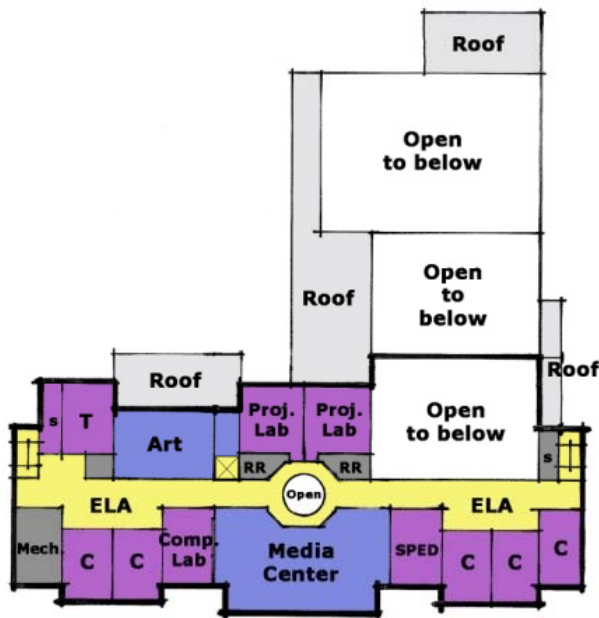 Roof
Open
to below
Open
to
below
Roof
Roof
Roof
Open
to below
s
T
Art
Proj.
Lab
Proj.
Lab
RR
RR
s
Open
ELA
ELA
Mech.
C
C
Comp.
Lab
Media
Center
SPED
C
C
C